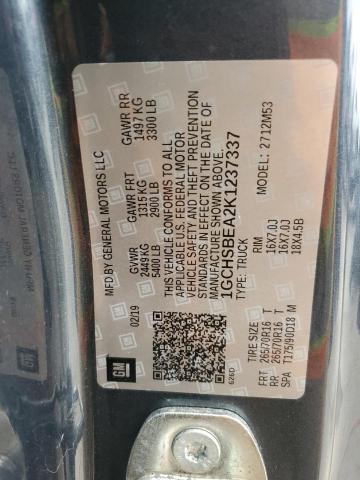 MFD BY GENERAL MOTORS LLC
02/19 GVWR GAWR FRT GAWR RR
2449 KG 1315 KG 1497 KG
5400 LB 2900 LB 3300 LB
THIS VEHICLE CONFORMS TO ALL
APPLICABLE U.S. FEDERAL MOTOR
VEHICLE SAFETY AND THEFT PREVENTION
STANDARDS IN EFFECT ON THE DATE OF
MANUFACTURE SHOWN ABOVE.
1GCHSBEA2K1237337
TYPE: TRUCK MODEL: 2712M53
GM
626D
TIRE SIZE RIM
FRT 265/70R16 T 16X7.0J
RR 265/70R16 T 16X7.0J
SPA T175/90D18 M 18X4.5B
GM